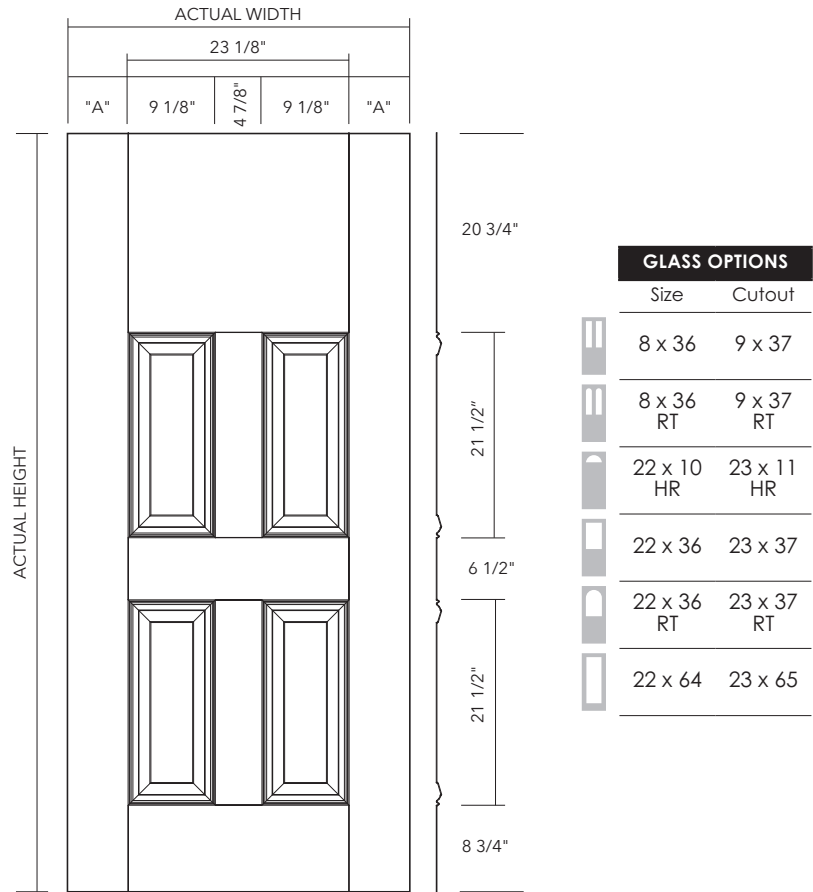 ACTUAL WIDTH
23 1/8"
"A" 9 1/8" 4 7/8" 9 1/8" "A"
ACTUAL HEIGHT
20 3/4"
21 1/2"
6 1/2"
21 1/2"
8 3/4"
GLASS OPTIONS
Size Cutout
8 x 36 9 x 37
8 x 36 9 x 37
RT RT
22 x 10 23 x 11
HR HR
22 x 36 23 x 37
22 x 36 23 x 37
RT RT
22 x 64 23 x 65